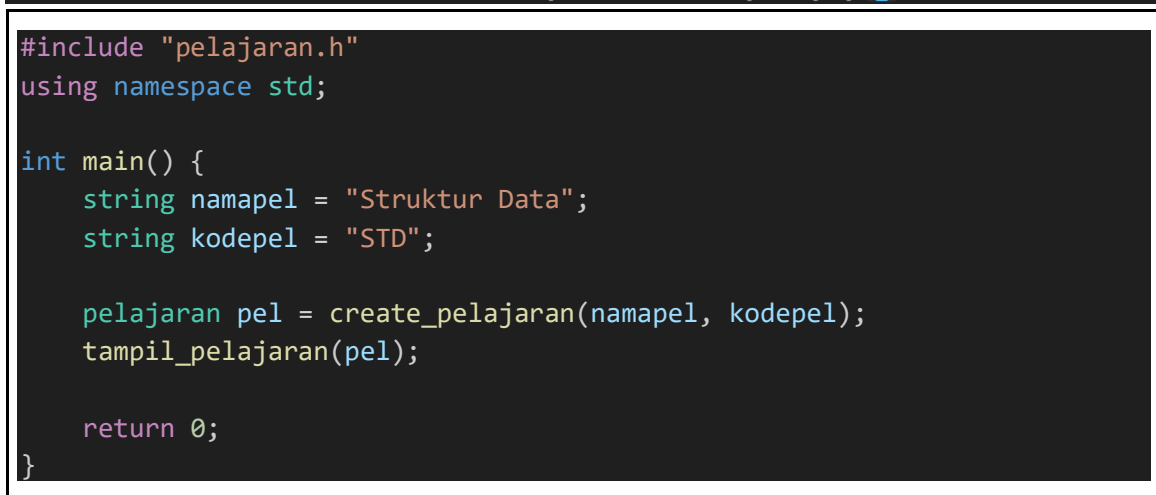 #include "pelajaran.h"
using namespace std;
int main() {
string namapel = "Struktur Data";
string kodepel = "STD";
pelajaran pel = create_pelajaran(namapel, kodepel);
tampil_pelajaran(pel);
return 0;
}